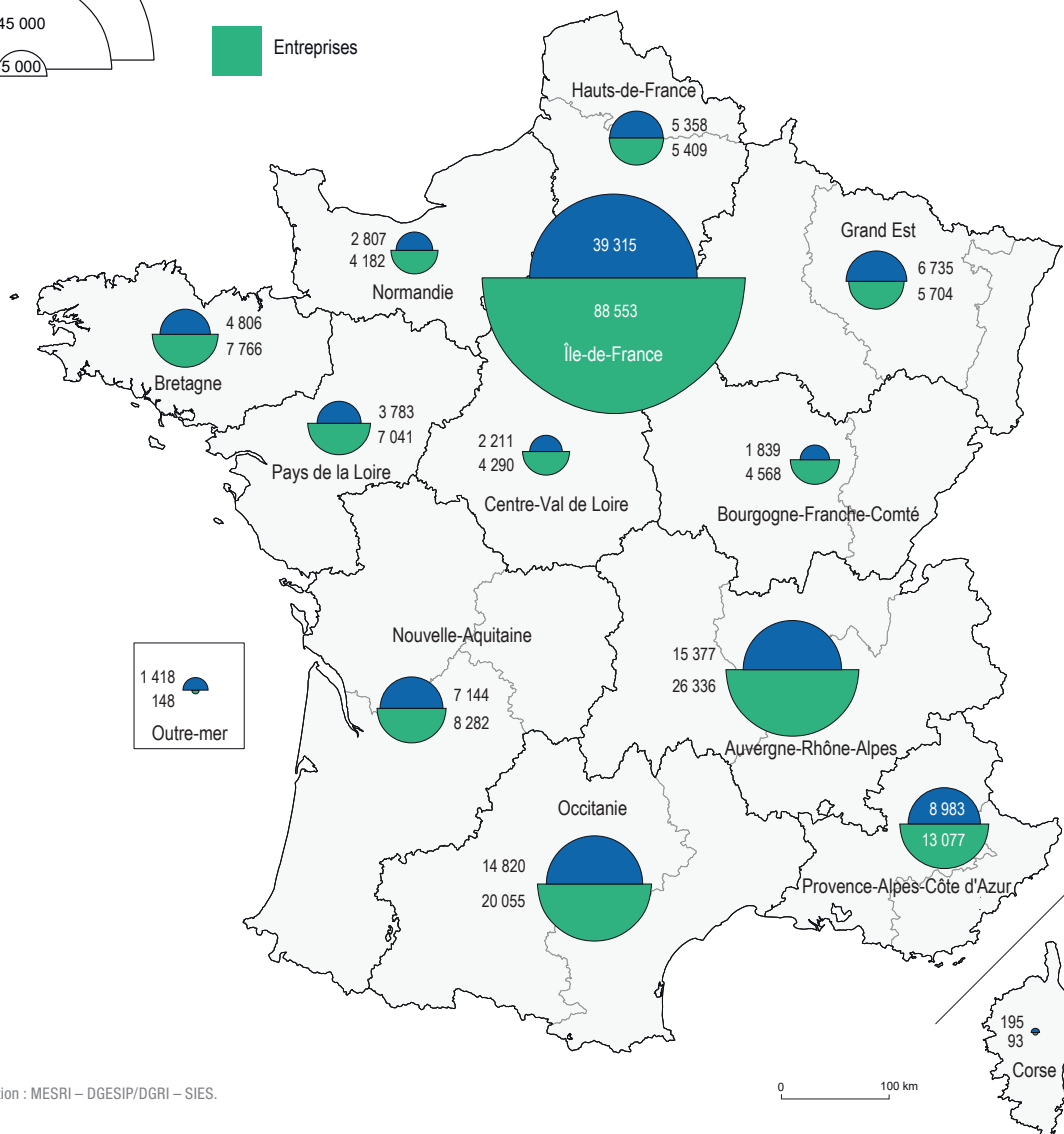 45 000
5 000
Entreprises
Hauts-de-France
5 358
5 409
39 315
88 553
Île-de-France
2 807
4 182
Normandie
Grand Est
6 735
5 704
4 806
7 766
Bretagne
3 783
7 041
Pays de la Loire
2 211
4 290
Centre-Val de Loire
1 839
4 568
Bourgogne-Franche-Comté
Nouvelle-Aquitaine
7 144
8 282
1 418
148
Outre-mer
15 377
26 336
Auvergne-Rhône-Alpes
Occitanie
14 820
20 055
8 983
13 077
Provence-Alpes-Côte d'Azur
195
93
Corse
tion : MESRI – DGESIP/DGRI – SIES.
0 100 km